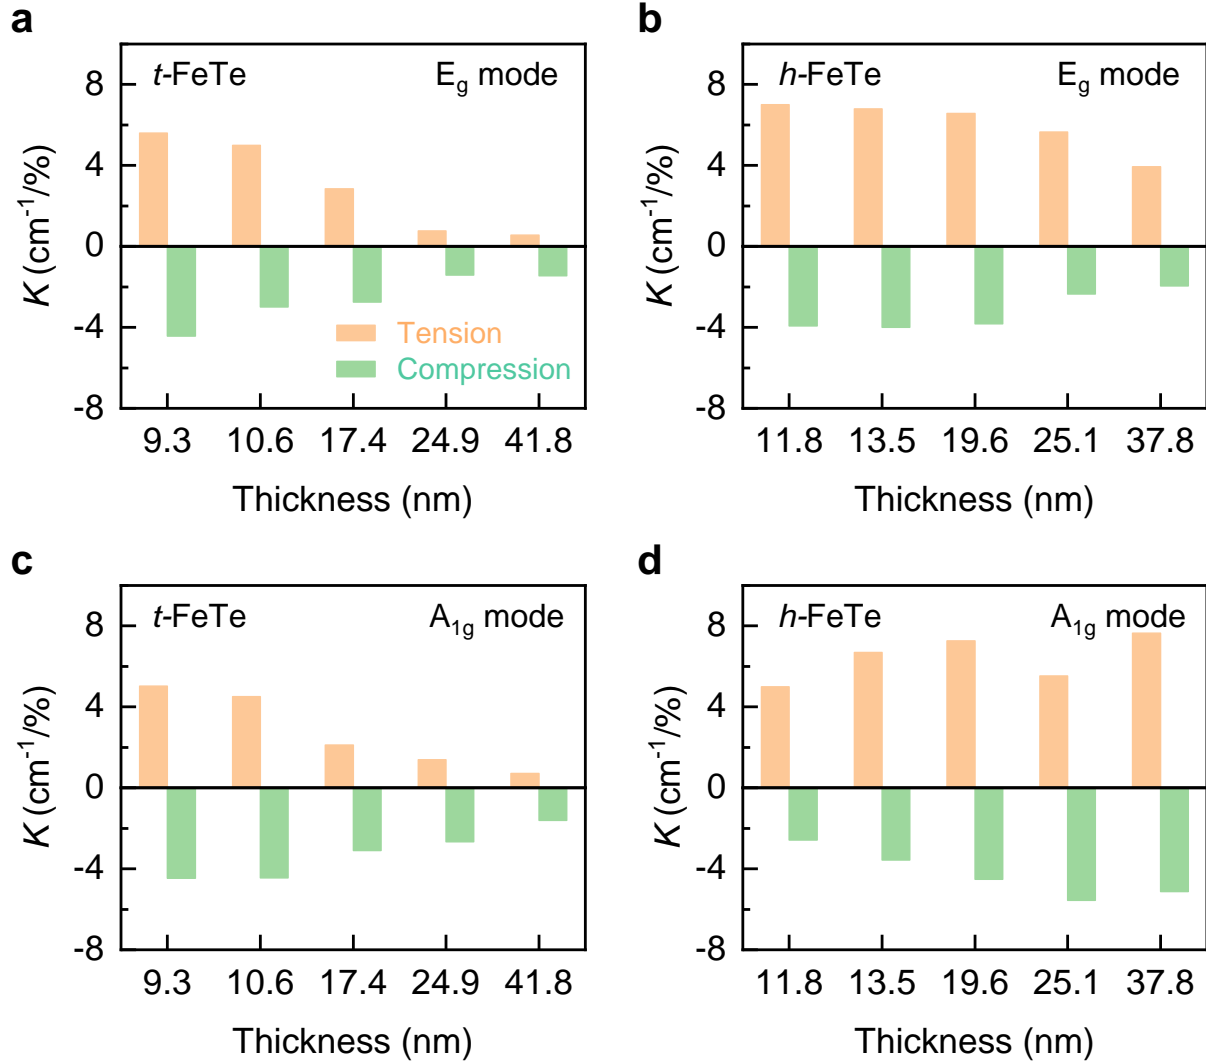 a
t-FeTe E_g mode
8
4
0
-4
-8
K (cm^-1/%)
Tension
Compression
9.3 10.6 17.4 24.9 41.8
Thickness (nm)
b
h-FeTe E_g mode
8
4
0
-4
-8
K (cm^-1/%)
11.8 13.5 19.6 25.1 37.8
Thickness (nm)
c
t-FeTe A_1g mode
8
4
0
-4
-8
K (cm^-1/%)
9.3 10.6 17.4 24.9 41.8
Thickness (nm)
d
h-FeTe A_1g mode
8
4
0
-4
-8
K (cm^-1/%)
11.8 13.5 19.6 25.1 37.8
Thickness (nm)